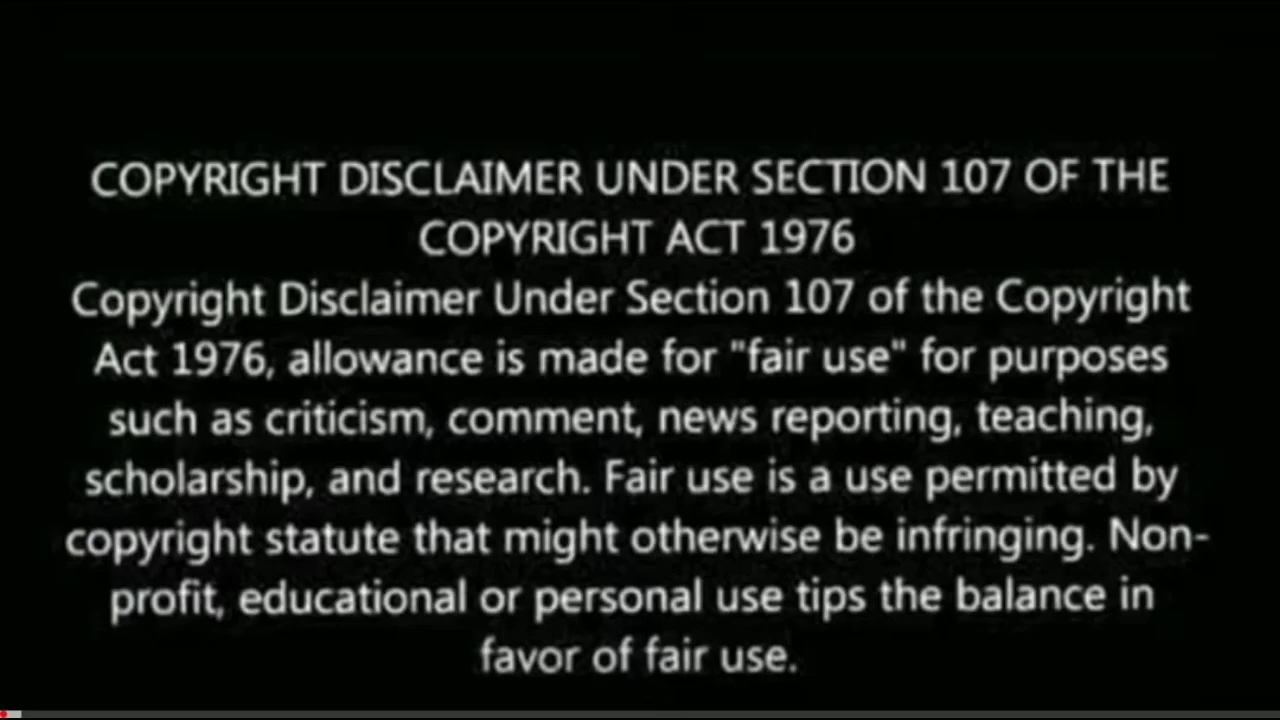 COPYRIGHT DISCLAIMER UNDER SECTION 107 OF THE
COPYRIGHT ACT 1976
Copyright Disclaimer Under Section 107 of the Copyright
Act 1976, allowance is made for "fair use" for purposes
such as criticism, comment, news reporting, teaching,
scholarship, and research. Fair use is a use permitted by
copyright statute that might otherwise be infringing. Non-
profit, educational or personal use tips the balance in
favor of fair use.